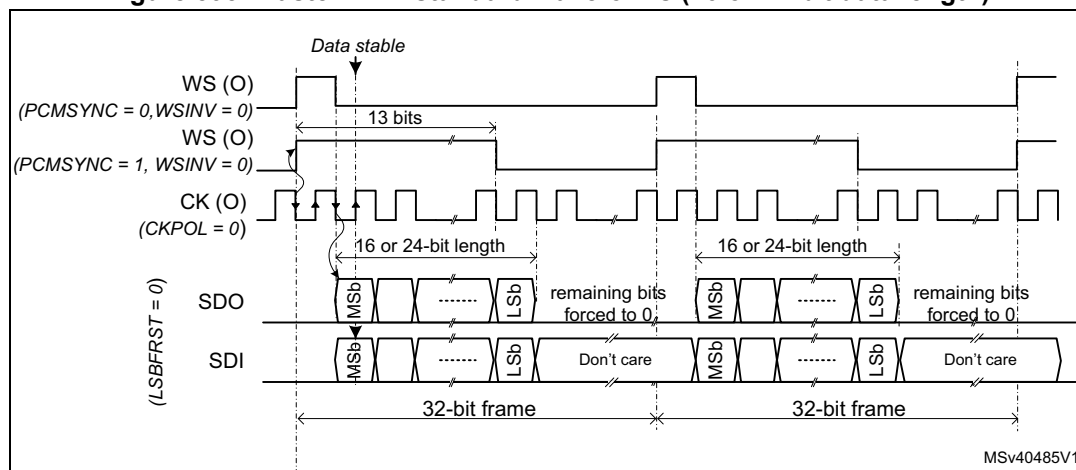 Data stable
WS (O)
(PCMSYNC = 0,WSINV = 0)
13 bits
WS (O)
(PCMSYNC = 1, WSINV = 0)
CK (O)
(CKPOL = 0)
16 or 24-bit length
16 or 24-bit length
(LSBFRST = 0)
SDO
MSb
LSb
remaining bits
forced to 0
MSb
LSb
remaining bits
forced to 0
SDI
MSb
LSb
Don't care
MSb
LSb
Don't care
32-bit frame
32-bit frame
MSv40485V1